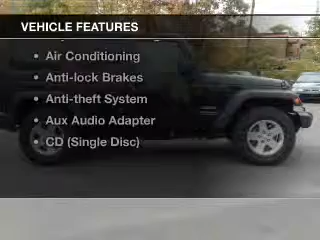 VEHICLE FEATURES
• Air Conditioning
• Anti-lock Brakes
• Anti-theft System
• Aux Audio Adapter
• CD (Single Disc)